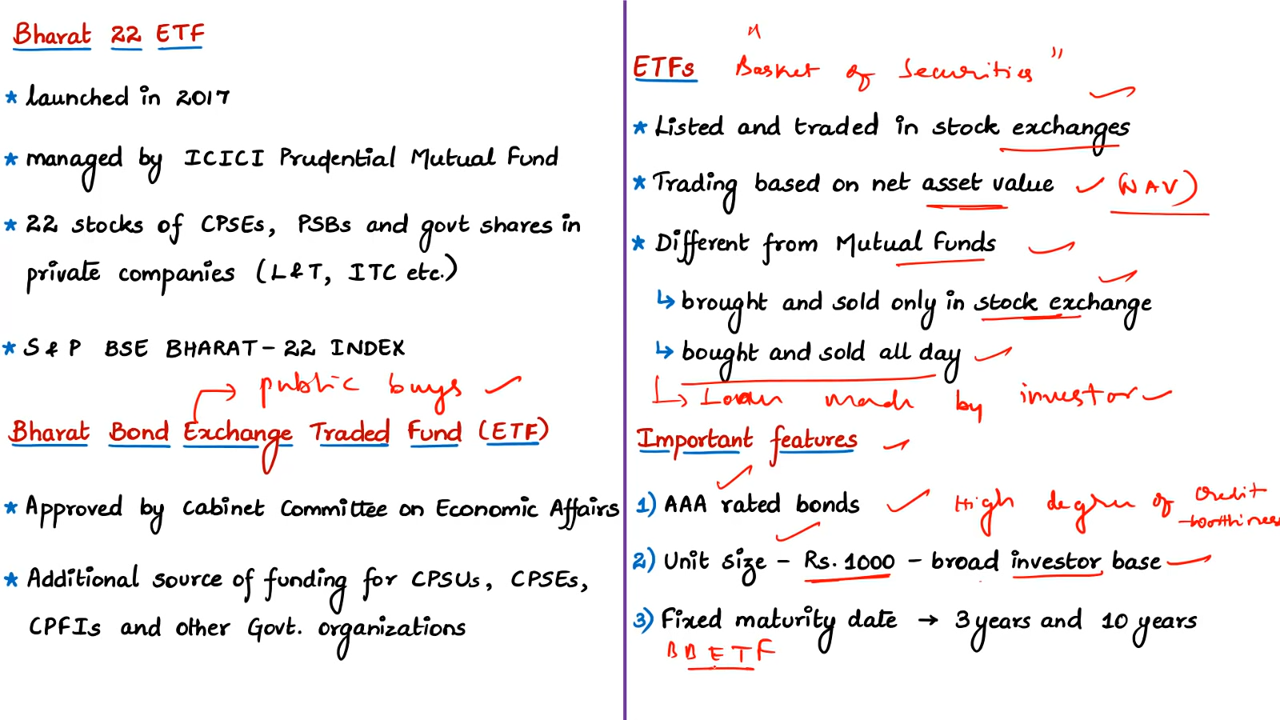 Bharat 22 ETF
* launched in 2017
* managed by ICICI Prudential Mutual Fund
* 22 stocks of CPSEs, PSBs and govt shares in
private companies (L&T, ITC etc.)
* S&P BSE BHARAT-22 INDEX
→ public buys ✓
Bharat Bond Exchange Traded Fund (ETF)
* Approved by Cabinet Committee on Economic Affairs
* Additional source of funding for CPSUs, CPSEs,
CPFIs and other Govt. organizations
ETFs "Basket of Securities"
* Listed and traded in stock exchanges ✓
* Trading based on net asset value ✓ (NAV)
* Different from Mutual Funds ✓
↳ brought and sold only in stock exchange ✓
↳ bought and sold all day ✓
↳ Loan made by investor ✓
Important features ✓
1) AAA rated bonds ✓ High degree of credit
worthiness
2) Unit size - Rs. 1000 - broad investor base ✓
3) Fixed maturity date → 3 years and 10 years
BBETF